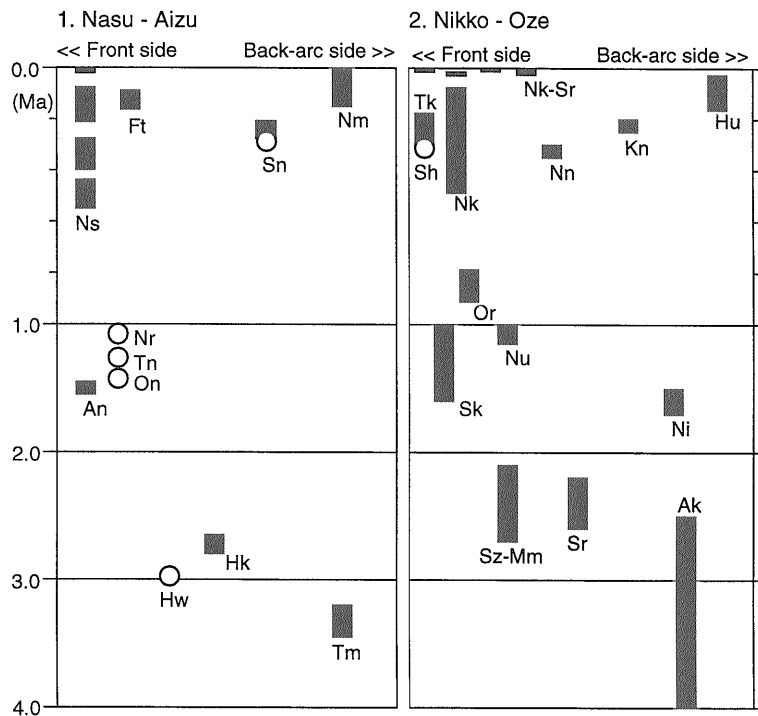 1. Nasu - Aizu
<< Front side Back-arc side >>
0.0
(Ma)
Ft
Nm
Sn
Ns
1.0
Nr
Tn
On
An
2.0
Hk
3.0
Hw
Tm
4.0
2. Nikko - Oze
<< Front side Back-arc side >>
Tk
Nk-Sr
Hu
Kn
Sh
Nn
Nk
Or
Nu
Sk
Ni
Ak
Sz-Mm
Sr